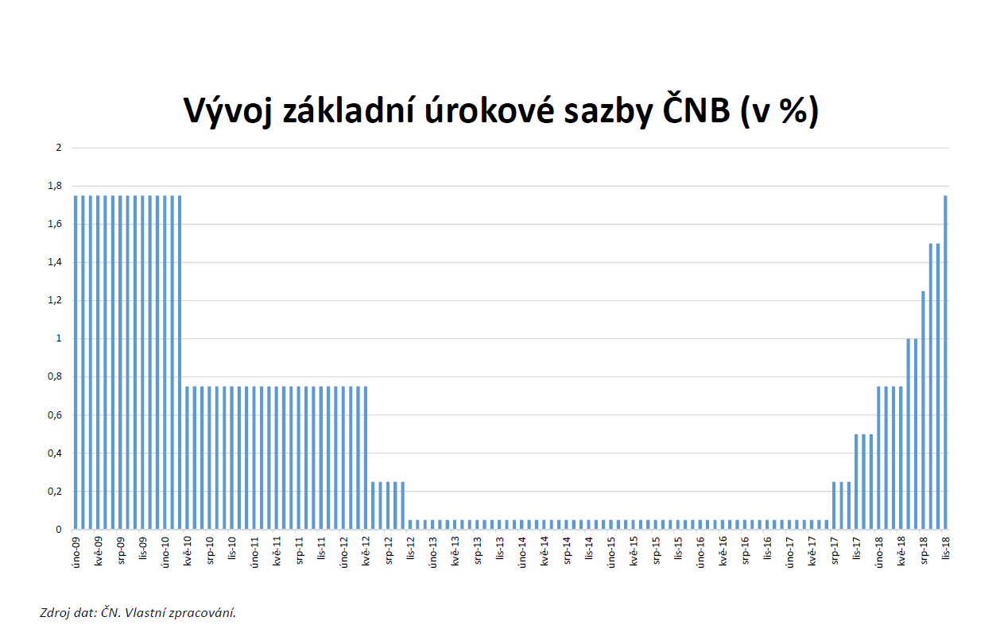 Vývoj základní úrokové sazby ČNB (v %)
2
1,8
1,6
1,4
1,2
1
0,8
0,6
0,4
0,2
0
úno-09
kvě-09
srp-09
lis-09
úno-10
kvě-10
srp-10
lis-10
úno-11
kvě-11
srp-11
lis-11
úno-12
kvě-12
srp-12
lis-12
úno-13
kvě-13
srp-13
lis-13
úno-14
kvě-14
srp-14
lis-14
úno-15
kvě-15
srp-15
lis-15
úno-16
kvě-16
srp-16
lis-16
úno-17
kvě-17
srp-17
lis-17
úno-18
kvě-18
srp-18
lis-18
Zdroj dat: ČN. Vlastní zpracování.